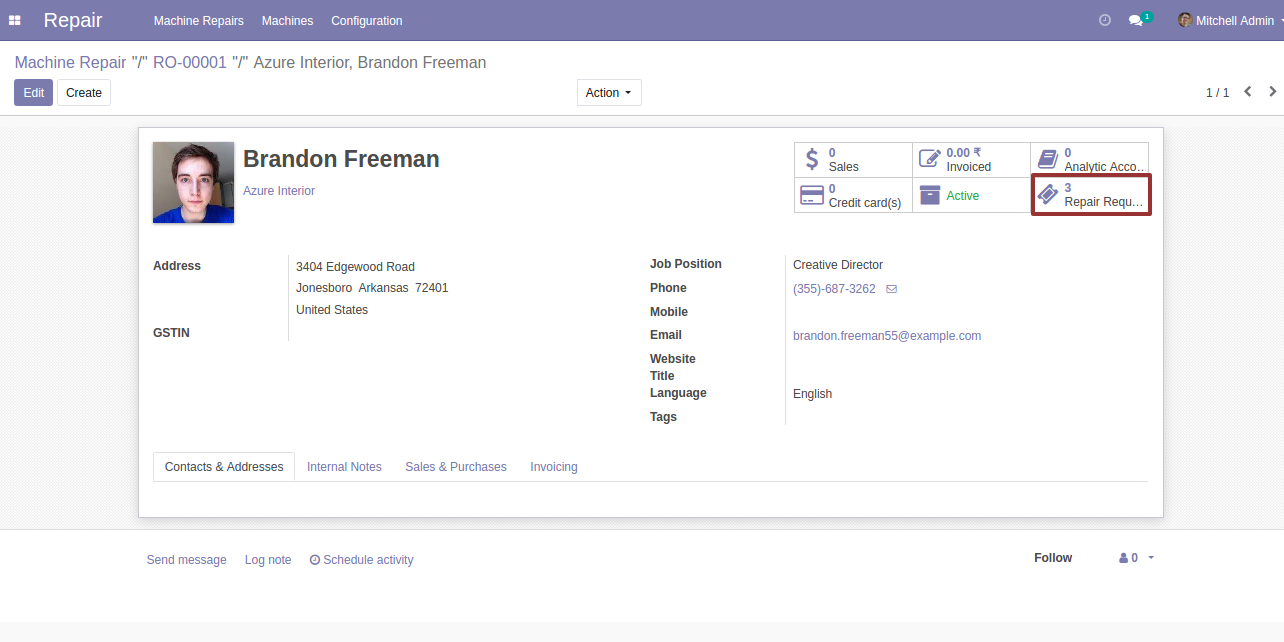 Repair Machine Repairs Machines Configuration 1 Mitchell Admin
Machine Repair "/" RO-00001 "/" Azure Interior, Brandon Freeman
Edit Create Action 1 / 1
Brandon Freeman
Azure Interior
0 Sales
0.00 ₹ Invoiced
0 Analytic Acco...
0 Credit card(s)
Active
3 Repair Requ...
Address
3404 Edgewood Road
Jonesboro Arkansas 72401
United States
GSTIN
Job Position Creative Director
Phone (355)-687-3262
Mobile
Email brandon.freeman55@example.com
Website
Title
Language English
Tags
Contacts & Addresses Internal Notes Sales & Purchases Invoicing
Send message Log note Schedule activity Follow 0